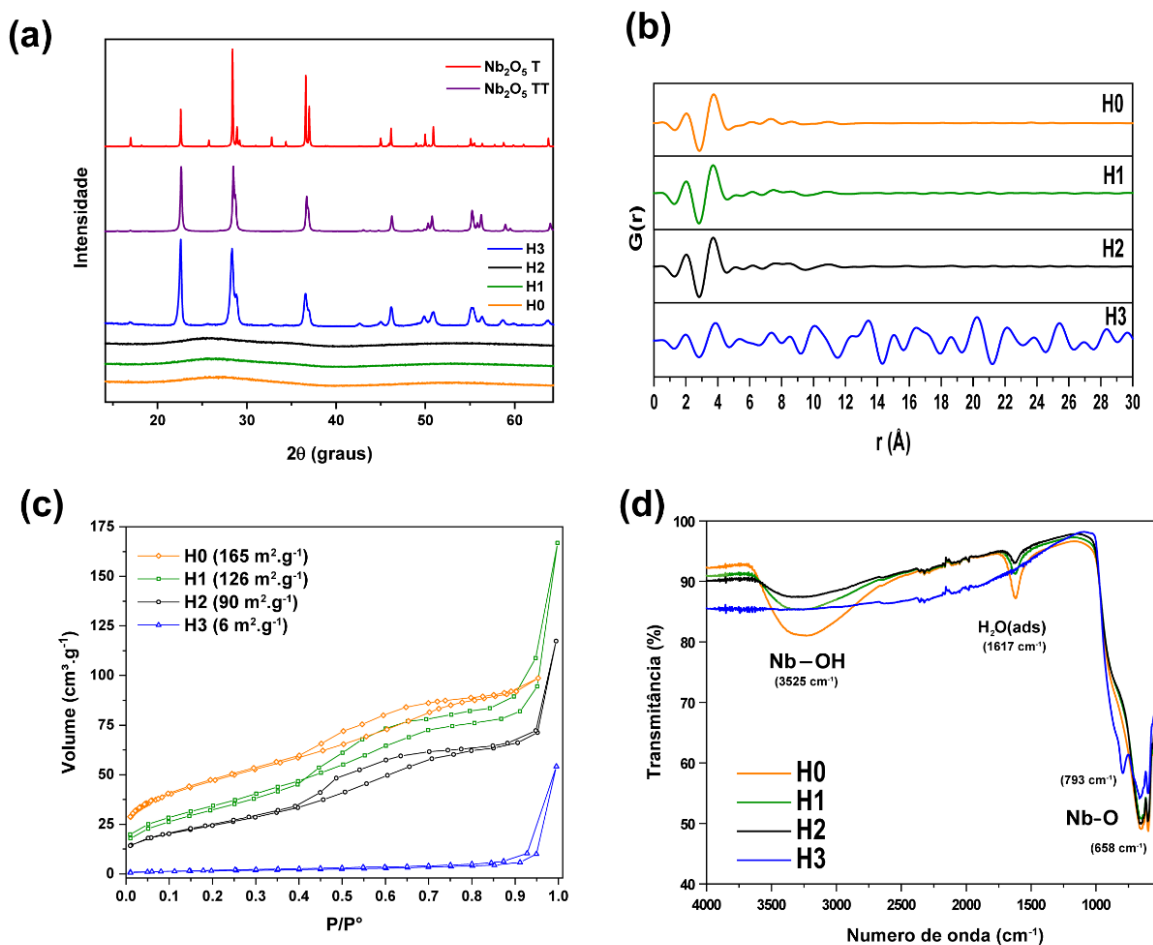 (a)
Nb₂O₅ T
Nb₂O₅ TT
H3
H2
H1
H0
Intensidade
20 30 40 50 60
2θ (graus)
(b)
H0
H1
H2
H3
G(r)
0 2 4 6 8 10 12 14 16 18 20 22 24 26 28 30
r (Å)
(c)
175
150
125
100
75
50
25
0
Volume (cm³.g⁻¹)
H0 (165 m².g⁻¹)
H1 (126 m².g⁻¹)
H2 (90 m².g⁻¹)
H3 (6 m².g⁻¹)
0.0 0.1 0.2 0.3 0.4 0.5 0.6 0.7 0.8 0.9 1.0
P/P°
(d)
100
90
80
70
60
50
40
Transmitância (%)
H₂O(ads)
(1617 cm⁻¹)
Nb–OH
(3525 cm⁻¹)
(793 cm⁻¹)
Nb-O
(658 cm⁻¹)
H0
H1
H2
H3
4000 3500 3000 2500 2000 1500 1000
Numero de onda (cm⁻¹)